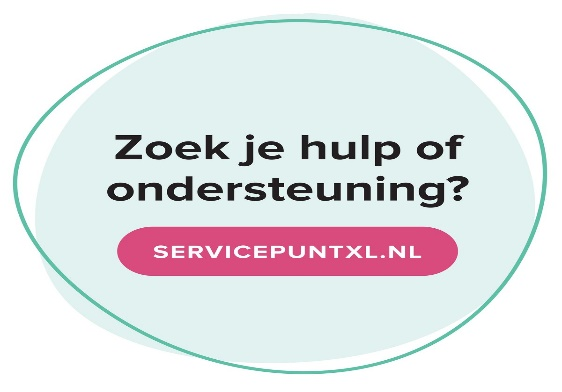 Zoek je hulp of
ondersteuning?
SERVICEPUNTXL.NL